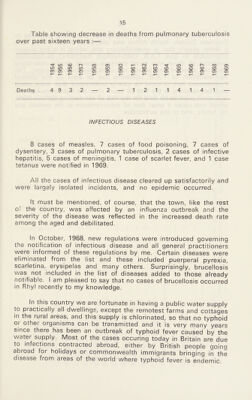 15
Table showing decrease in deaths from pulmonary tuberculosis
over past sixteen years :—
1954 1955 1956 1957 1958 1959 1960 1961 1962 1963 1964 1965 1966 1967 1968 1969
Deaths 4 9 3 2 — 2 — 1 2 1 1 4 1 4 1 —
INFECTIOUS DISEASES
8 cases of measles, 7 cases of food poisoning, 7 cases of
dysentery, 3 cases of pulmonary tuberculosis, 2 cases of infective
hepatitis, 5 cases of meningitis, 1 case of scarlet fever, and 1 case
tetanus were notified in 1969.
All the cases of infectious disease cleared up satisfactorily and
were largely isolated incidents, and no epidemic occurred.
It must be mentioned, of course, that the town, like the rest
of the country, was affected by an influenza outbreak and the
severity of the disease was reflected in the increased death rate
among the aged and debilitated.
In October, 1968, new regulations were introduced governing
the notification of infectious disease and all general practitioners
were informed of these regulations by me. Certain diseases were
eliminated from the list and these included puerperal pyrexia,
scarletina, erysipelas and many others. Surprisingly, brucellosis
was not included in the list of diseases added to those already
notifiable. I am pleased to say that no cases of brucellosis occurred
in Rhyl recently to my knowledge.
In this country we are fortunate in having a public water supply
to practically all dwellings, except the remotest farms and cottages
in the rural areas, and this supply is chlorinated, so that no typhoid
or other organisms can be transmitted and it is very many years
since there has been an outbreak of typhoid fever caused by the
water supply. Most of the cases occuring today in Britain are due
to infections contracted abroad, either by British people going
abroad for holidays or commonwealth immigrants bringing in the
disease from areas of the world where typhoid fever is endemic.